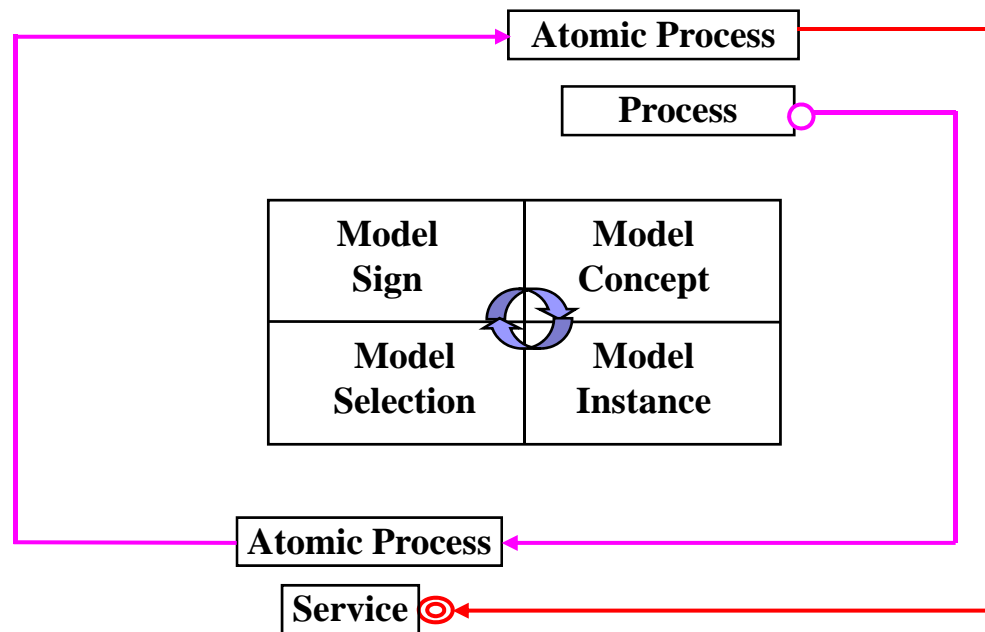 Atomic Process
Process
Model
Sign
Model
Concept
Model
Selection
Model
Instance
Atomic Process
Service